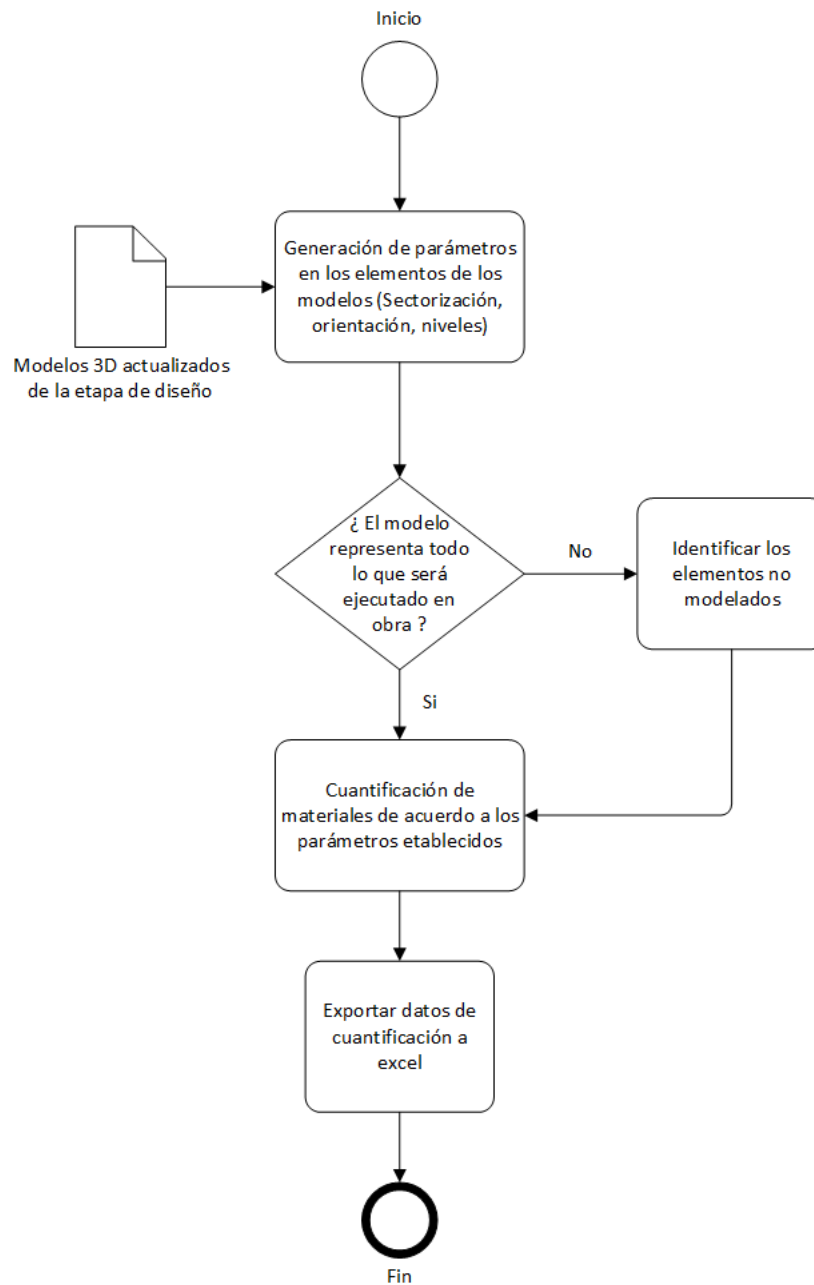 Inicio
Generación de parámetros
en los elementos de los
modelos (Sectorización,
orientación, niveles)
Modelos 3D actualizados
de la etapa de diseño
¿ El modelo
representa todo
lo que será
ejecutado en
obra ?
No
Identificar los
elementos no
modelados
Si
Cuantificación de
materiales de acuerdo a los
parámetros etablecidos
Exportar datos de
cuantificación a
excel
Fin